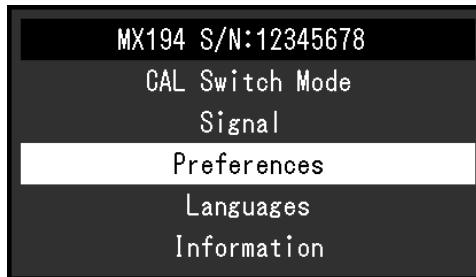 MX194 S/N:12345678
CAL Switch Mode
Signal
Preferences
Languages
Information